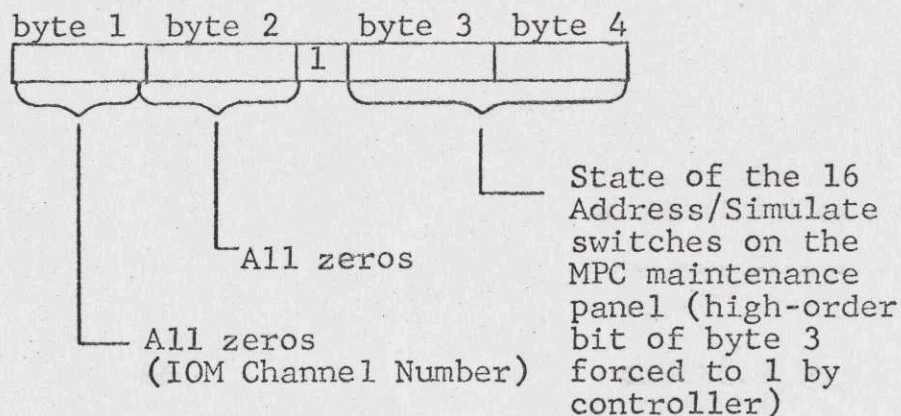 byte 1 byte 2 byte 3 byte 4
1
State of the 16
Address/Simulate
switches on the
MPC maintenance
panel (high-order
bit of byte 3
forced to 1 by
controller)
All zeros
All zeros
(IOM Channel Number)